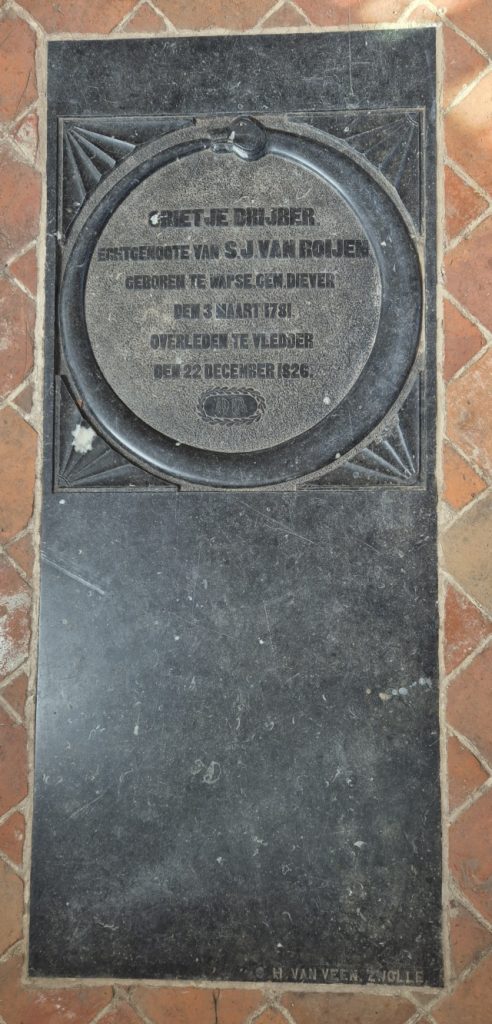 GRIETJE DRIJBER.
ECHTGENOOTE VAN S.J. VAN ROIJEN
GEBOREN TE WAPSE, GEM. DIEVER
DEN 3 MAART 1781.
OVERLEDEN TE VLEDDER
DEN 22 DECEMBER 1826.
H. VAN VEEN, ZWOLLE